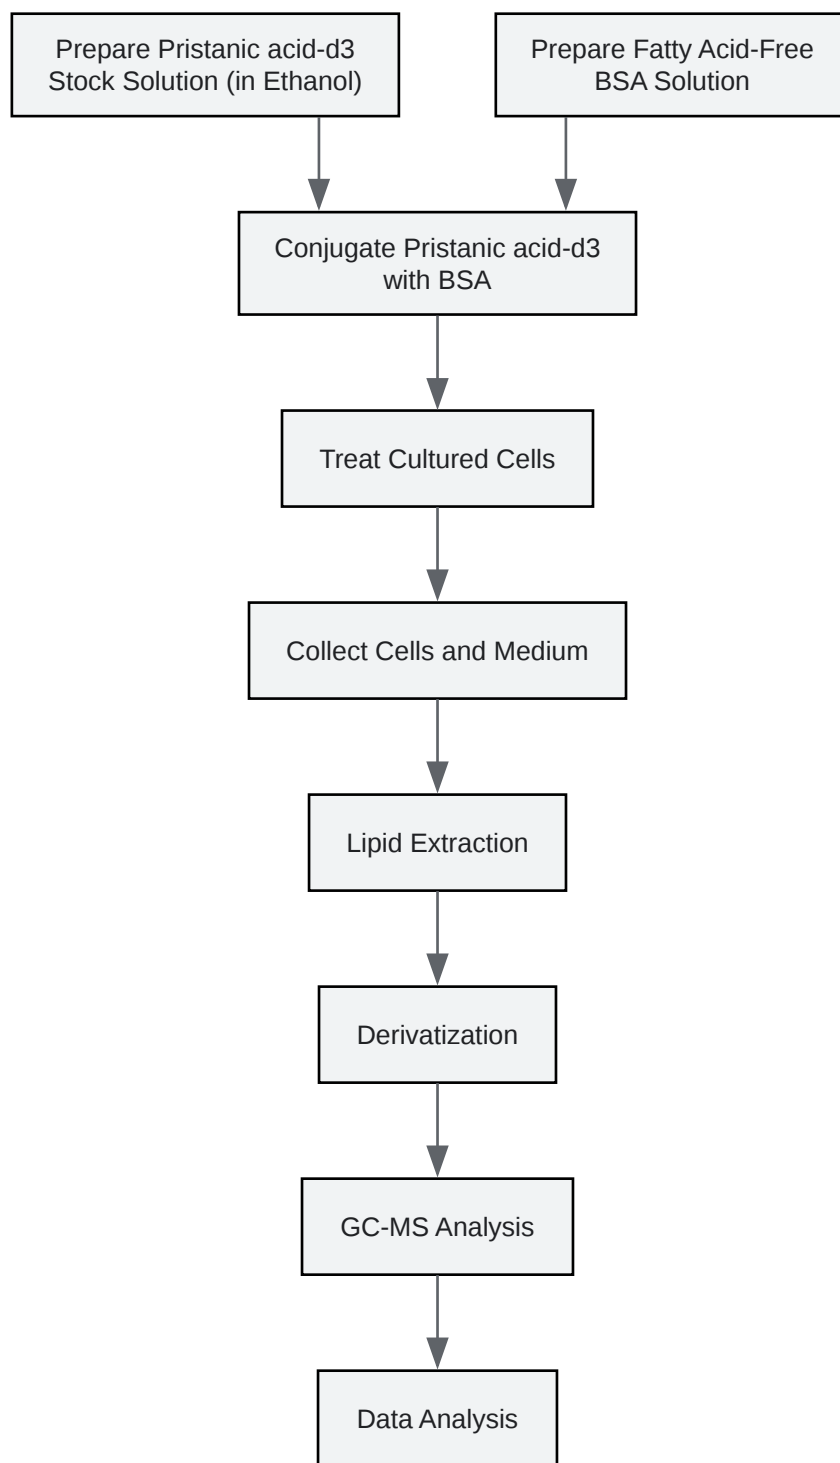 Prepare Pristanic acid-d3
Stock Solution (in Ethanol)
Prepare Fatty Acid-Free
BSA Solution
Conjugate Pristanic acid-d3
with BSA
Treat Cultured Cells
Collect Cells and Medium
Lipid Extraction
Derivatization
GC-MS Analysis
Data Analysis